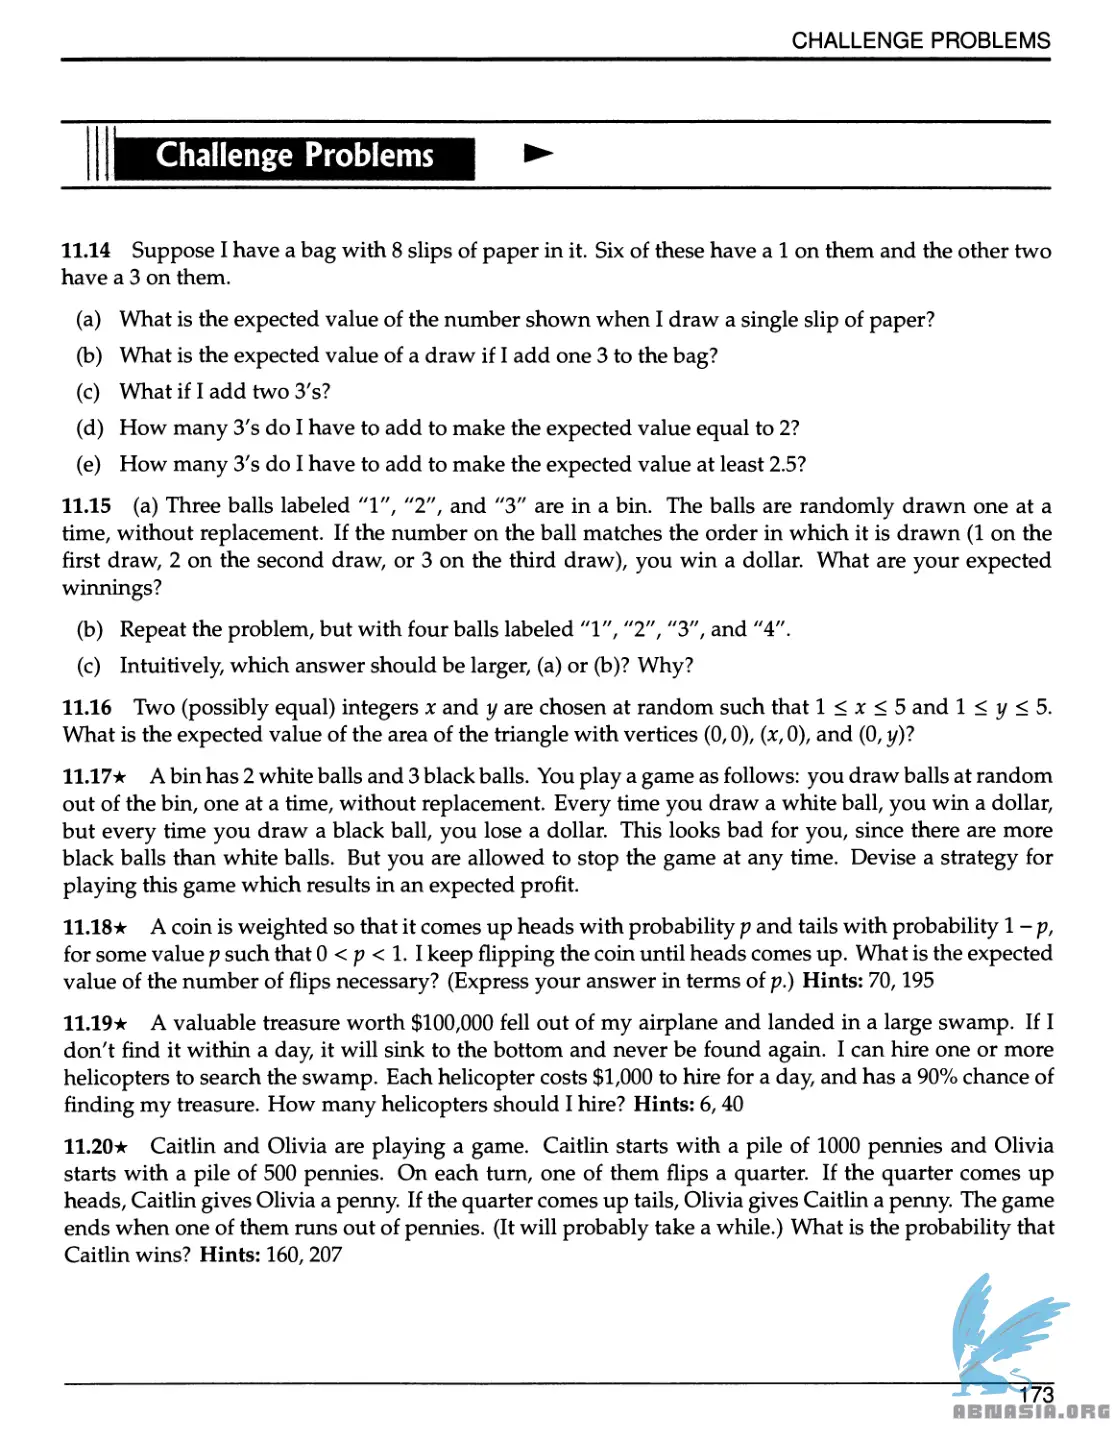 CHALLENGE PROBLEMS
Challenge Problems
11.14 Suppose I have a bag with 8 slips of paper in it. Six of these have a 1 on them and the other two
have a 3 on them.
(a) What is the expected value of the number shown when I draw a single slip of paper?
(b) What is the expected value of a draw if I add one 3 to the bag?
(c) What if I add two 3's?
(d) How many 3's do I have to add to make the expected value equal to 2?
(e) How many 3's do I have to add to make the expected value at least 2.5?
11.15 (a) Three balls labeled "1", "2", and "3" are in a bin. The balls are randomly drawn one at a
time, without replacement. If the number on the ball matches the order in which it is drawn (1 on the
first draw, 2 on the second draw, or 3 on the third draw), you win a dollar. What are your expected
winnings?
(b) Repeat the problem, but with four balls labeled "1", "2", "3", and "4".
(c) Intuitively, which answer should be larger, (a) or (b)? Why?
11.16 Two (possibly equal) integers x and y are chosen at random such that 1 ≤ x ≤ 5 and 1 ≤ y ≤ 5.
What is the expected value of the area of the triangle with vertices (0, 0), (x, 0), and (0, y)?
11.17★ A bin has 2 white balls and 3 black balls. You play a game as follows: you draw balls at random
out of the bin, one at a time, without replacement. Every time you draw a white ball, you win a dollar,
but every time you draw a black ball, you lose a dollar. This looks bad for you, since there are more
black balls than white balls. But you are allowed to stop the game at any time. Devise a strategy for
playing this game which results in an expected profit.
11.18★ A coin is weighted so that it comes up heads with probability p and tails with probability 1 – p,
for some value p such that 0 < p < 1. I keep flipping the coin until heads comes up. What is the expected
value of the number of flips necessary? (Express your answer in terms of p.) Hints: 70, 195
11.19★ A valuable treasure worth $100,000 fell out of my airplane and landed in a large swamp. If I
don't find it within a day, it will sink to the bottom and never be found again. I can hire one or more
helicopters to search the swamp. Each helicopter costs $1,000 to hire for a day, and has a 90% chance of
finding my treasure. How many helicopters should I hire? Hints: 6, 40
11.20★ Caitlin and Olivia are playing a game. Caitlin starts with a pile of 1000 pennies and Olivia
starts with a pile of 500 pennies. On each turn, one of them flips a quarter. If the quarter comes up
heads, Caitlin gives Olivia a penny. If the quarter comes up tails, Olivia gives Caitlin a penny. The game
ends when one of them runs out of pennies. (It will probably take a while.) What is the probability that
Caitlin wins? Hints: 160, 207
173
ABNASIA.ORG